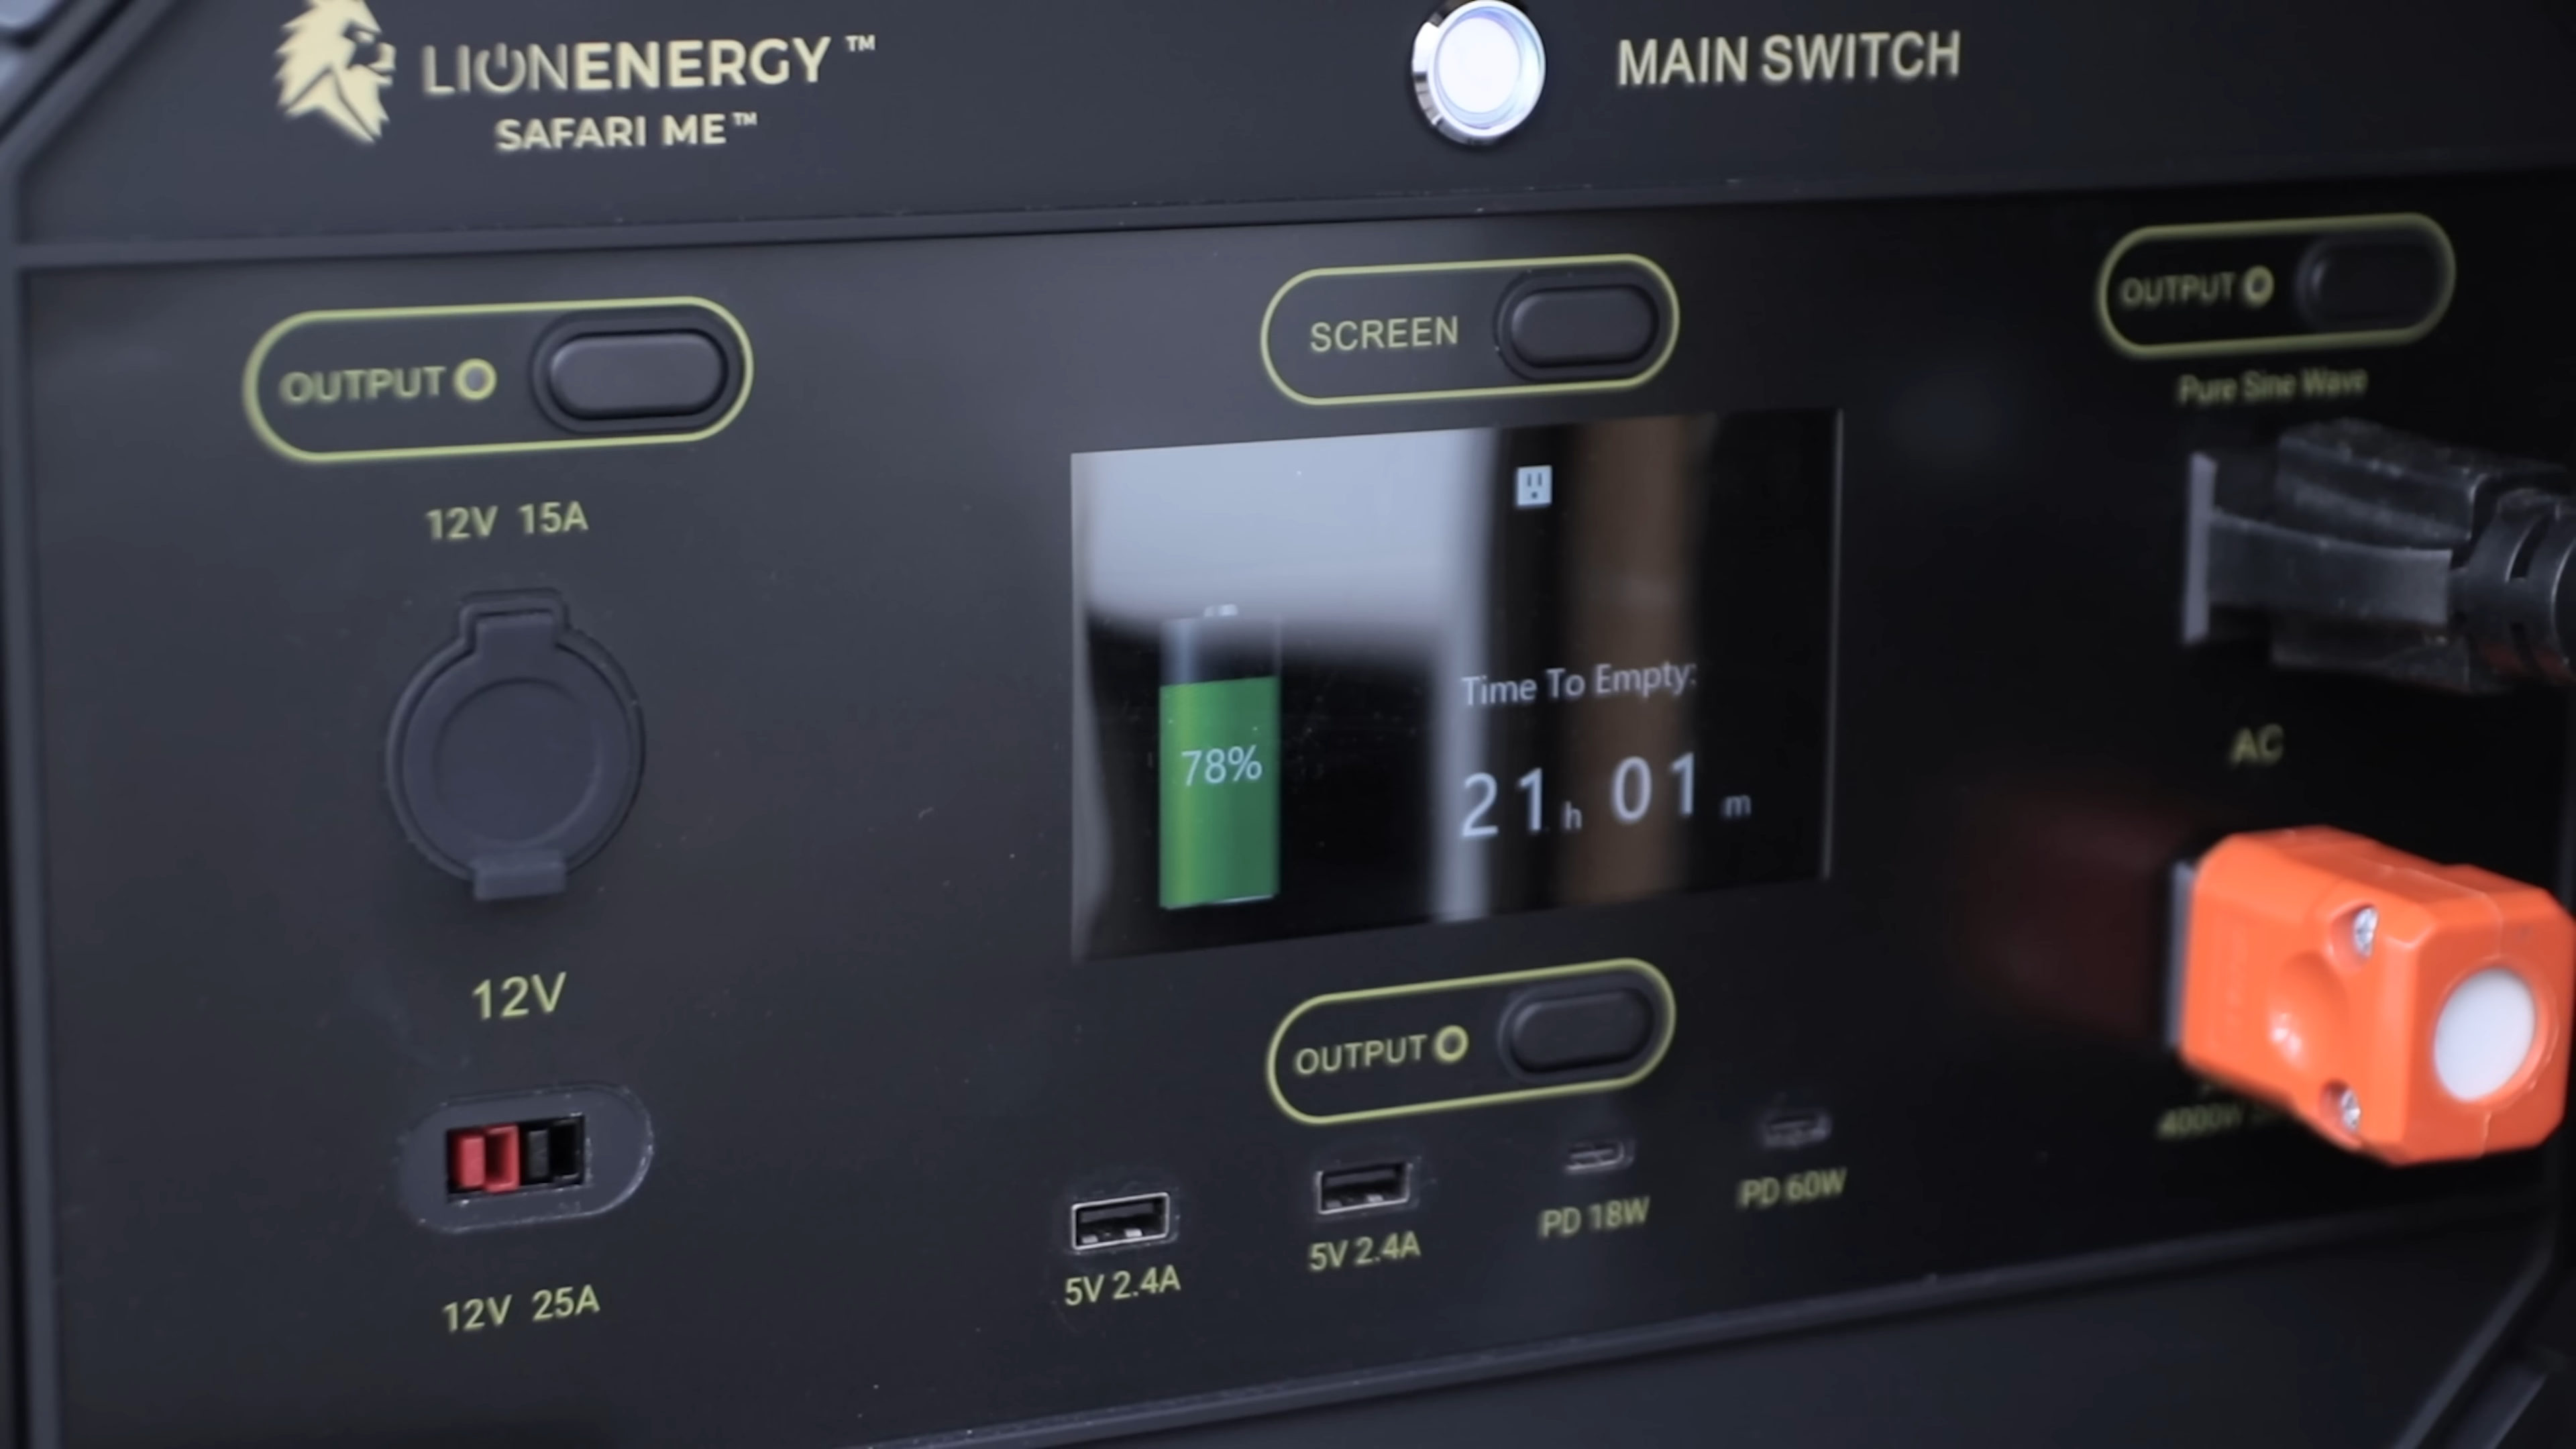 LIONENERGY™
SAFARI ME™
MAIN SWITCH
OUTPUT
SCREEN
OUTPUT
Pure Sine Wave
12V 15A
78%
Time To Empty:
21h 01m
AC
12V
OUTPUT
4000W
5V 2.4A
5V 2.4A
PD 18W
PD 60W
12V 25A